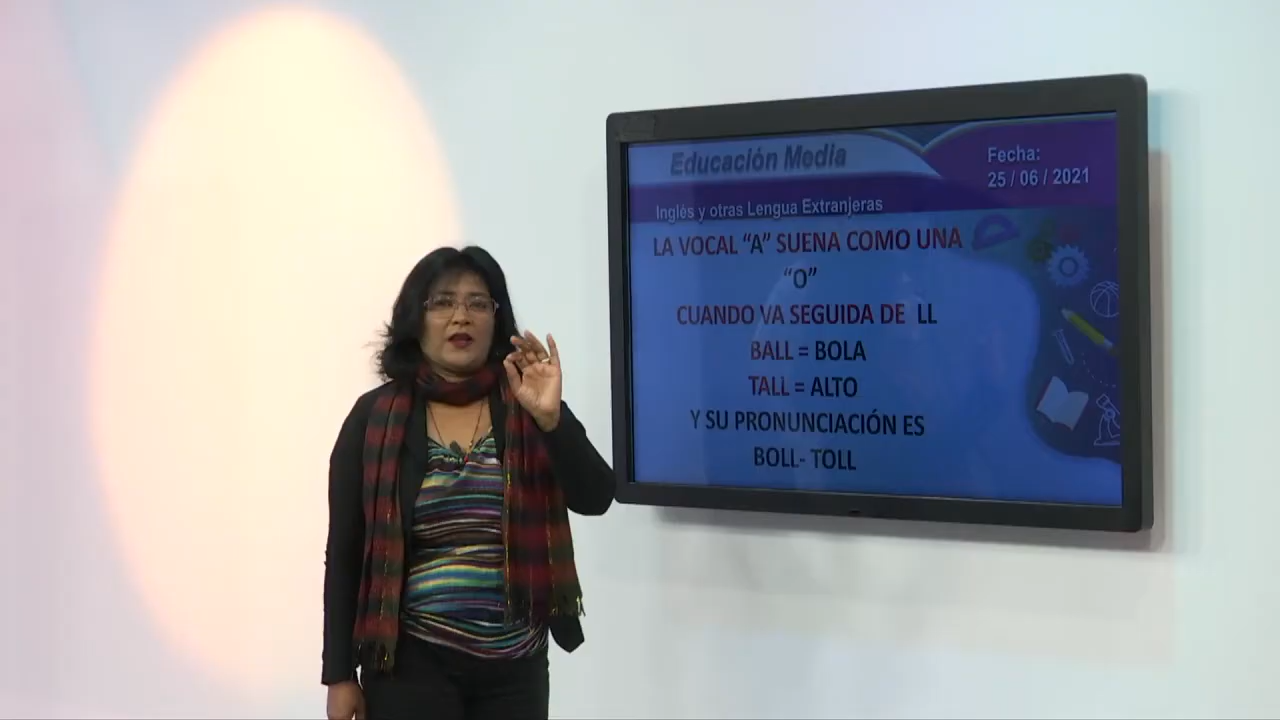 Educación Media
Fecha:
25 / 06 / 2021
Inglés y otras Lengua Extranjeras
LA VOCAL “A” SUENA COMO UNA
“O”
CUANDO VA SEGUIDA DE LL
BALL = BOLA
TALL = ALTO
Y SU PRONUNCIACIÓN ES
BOLL- TOLL